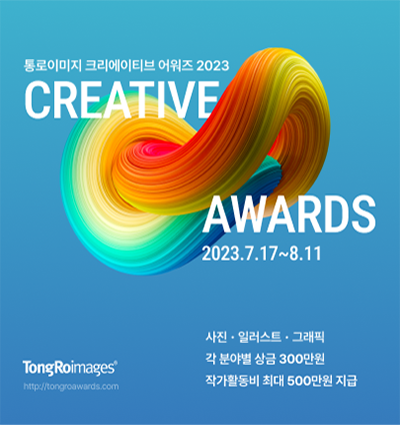 통로이미지 크리에이티브 어워즈 2023
CREATIVE
AWARDS
2023.7.17~8.11
사진 · 일러스트 · 그래픽
각 분야별 상금 300만원
작가활동비 최대 500만원 지급
TongRoimages®
http://tongroawards.com